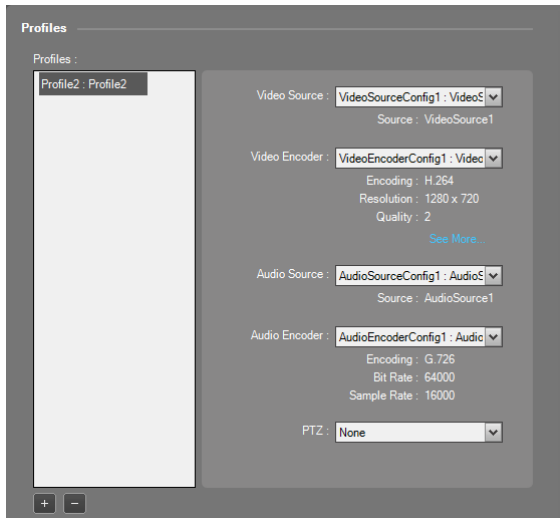 Profiles
Profiles :
Profile2 : Profile2
Video Source : VideoSourceConfig1 : VideoS
Source : VideoSource1
Video Encoder : VideoEncoderConfig1 : Videc
Encoding : H.264
Resolution : 1280 x 720
Quality : 2
See More...
Audio Source : AudioSourceConfig1 : AudioS
Source : AudioSource1
Audio Encoder : AudioEncoderConfig1 : Audic
Encoding : G.726
Bit Rate : 64000
Sample Rate : 16000
PTZ : None
+ −